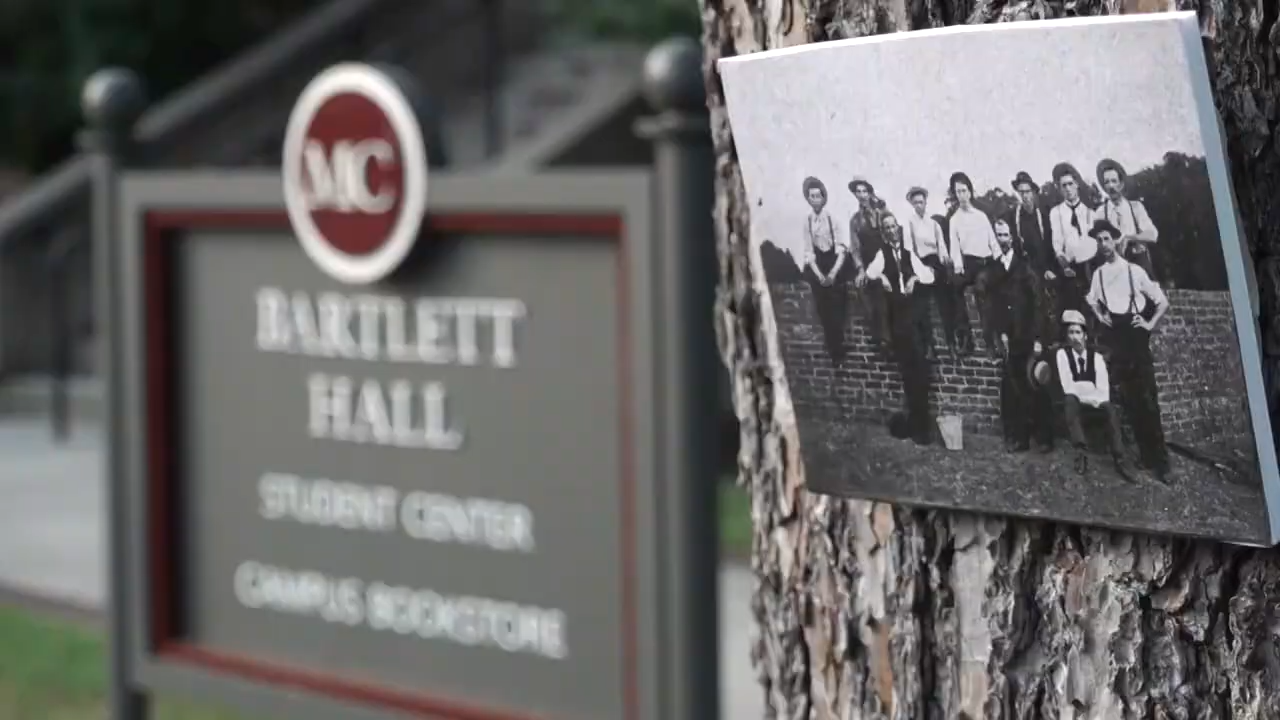 MC
BARTLETT
HALL
STUDENT CENTER
CAMPUS BOOKSTORE